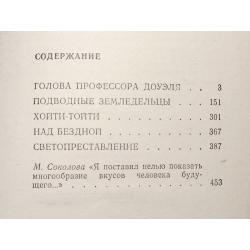 СОДЕРЖАНИЕ
ГОЛОВА ПРОФЕССОРА ДОУЭЛЯ . . 3
ПОДВОДНЫЕ ЗЕМЛЕДЕЛЬЦЫ . . . 151
ХОЙТИ-ТОЙТИ . . . . . . . 301
НАД БЕЗДНОЙ . . . . . . . 367
СВЕТОПРЕСТАВЛЕНИЕ . . . . 387
М. Соколова «Я поставил целью показать
многообразие вкусов человека буду-
щего...» . . . . . . . . 453